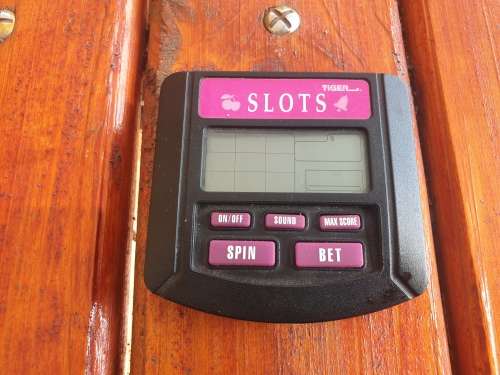 TIGER
SLOTS
ON/OFF SOUND MAX SCORE
SPIN BET